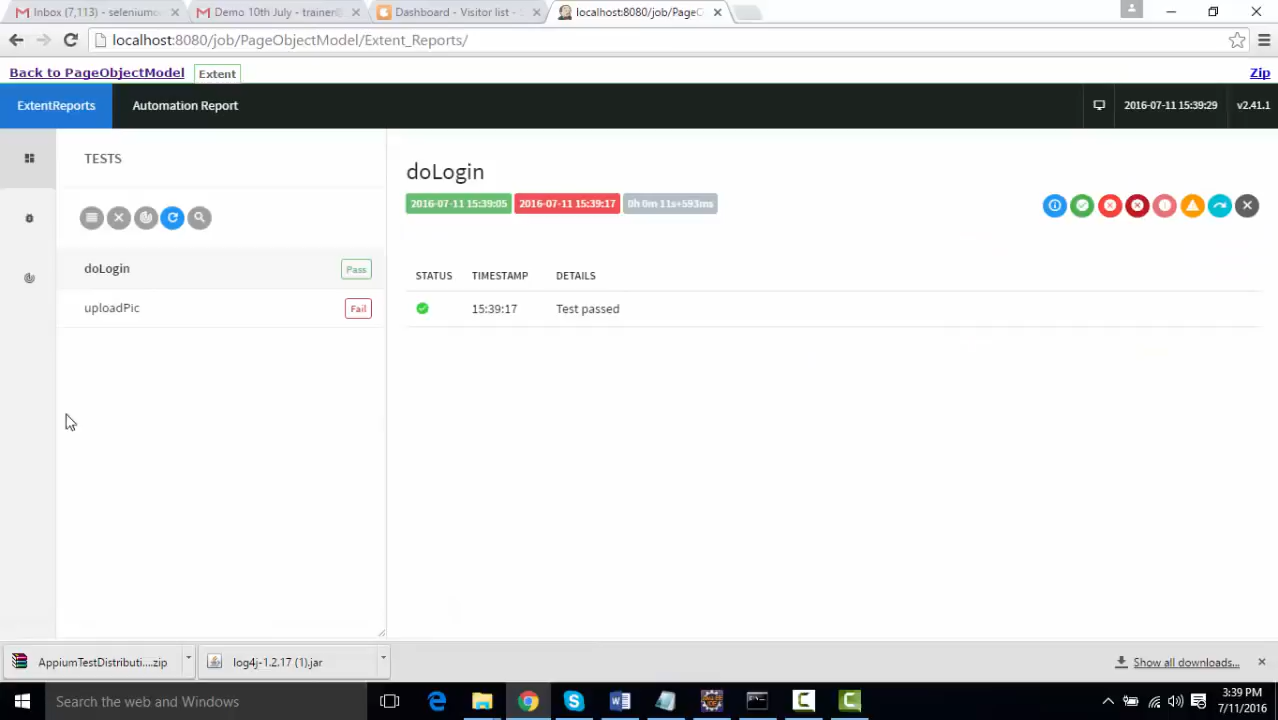 Inbox (7,113) - seleniumc
Demo 10th July - trainer@
Dashboard - Visitor list -
localhost:8080/job/PageO
localhost:8080/job/PageObjectModel/Extent_Reports/
Back to PageObjectModel
Extent
Zip
ExtentReports
Automation Report
2016-07-11 15:39:29
v2.41.1
TESTS
doLogin
2016-07-11 15:39:05
2016-07-11 15:39:17
0h 0m 11s+593ms
doLogin
Pass
uploadPic
Fail
STATUS
TIMESTAMP
DETAILS
15:39:17
Test passed
AppiumTestDistributi....zip
log4j-1.2.17 (1).jar
Show all downloads...
Search the web and Windows
3:39 PM
7/11/2016